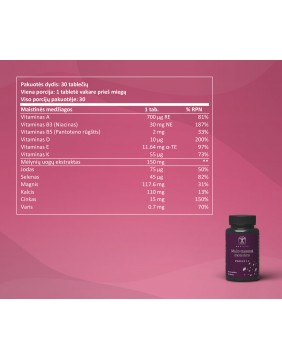 Pakuotės dydis: 30 tablečių
Viena porcija: 1 tabletė vakare prieš miegą
Viso porcijų pakuotėje: 30
Maistinės medžiagos 1 tab. % RPN
Vitaminas A 700 µg RE 81%
Vitaminas B3 (Niacinas) 30 mg NE 187%
Vitaminas B5 (Pantoteno rūgštis) 2 mg 33%
Vitaminas D 10 µg 200%
Vitaminas E 11.64 mg α-TE 97%
Vitaminas K 55 µg 73%
Mėlynių uogų ekstraktas 150 mg **
Jodas 75 µg 50%
Selenas 45 µg 82%
Magnis 117.6 mg 31%
Kalcis 110 mg 13%
Cinkas 15 mg 150%
Varis 0.7 mg 70%